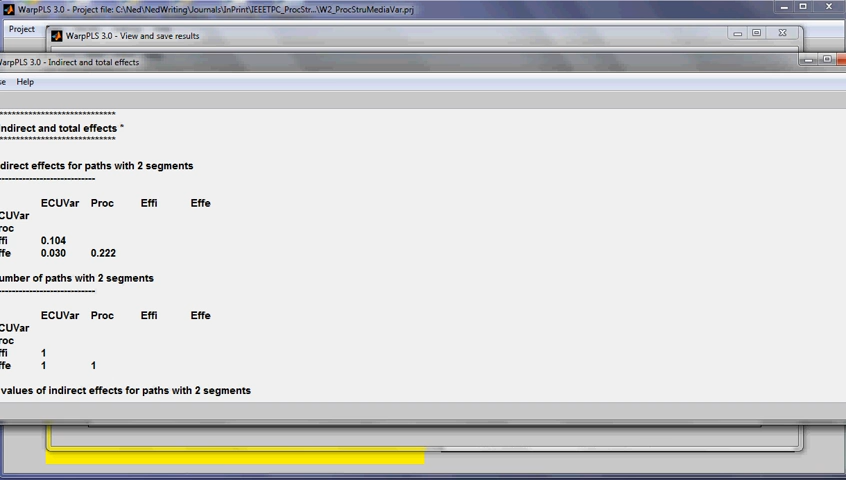 WarpPLS 3.0 - Project file: C:\Ned\NedWriting\Journals\InPrint\IEEETPC_ProcStr...\W2_ProcStruMediaVar.prj
Project
WarpPLS 3.0 - View and save results
WarpPLS 3.0 - Indirect and total effects
se Help
****************************
ndirect and total effects *
****************************
direct effects for paths with 2 segments
----------------------------
ECUVar Proc Effi Effe
CUVar
roc
ffi 0.104
ffe 0.030 0.222
umber of paths with 2 segments
----------------------------
ECUVar Proc Effi Effe
CUVar
roc
ffi 1
ffe 1 1
values of indirect effects for paths with 2 segments